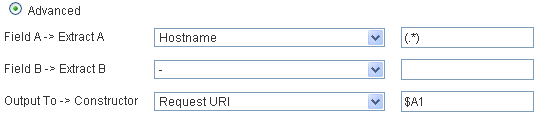 Advanced
Field A -> Extract A Hostname (.*)
Field B -> Extract B -
Output To -> Constructor Request URI $A1